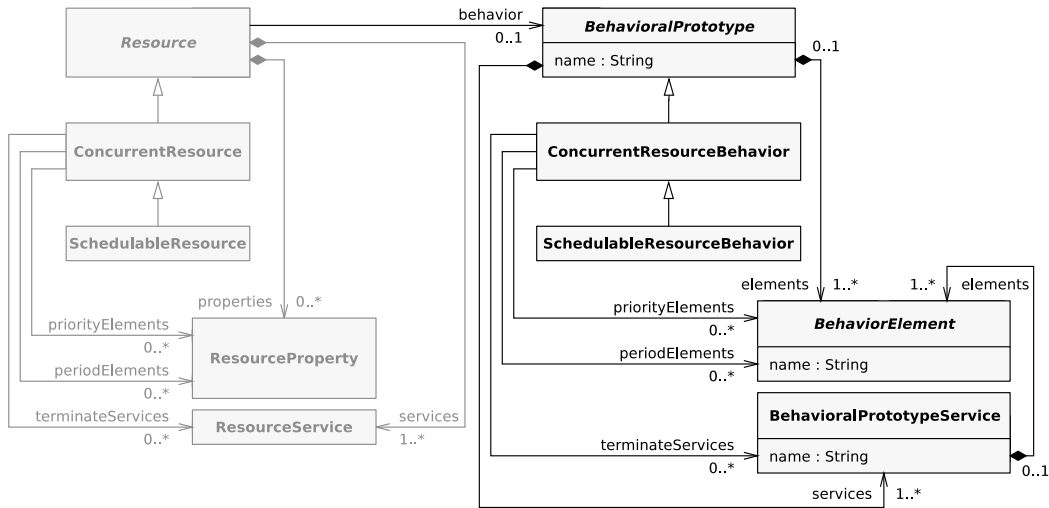 behavior
0..1
Resource
BehavioralPrototype
name : String
0..1
ConcurrentResource
ConcurrentResourceBehavior
SchedulableResource
SchedulableResourceBehavior
properties
0..*
elements
1..*
1..*
elements
priorityElements
0..*
periodElements
0..*
ResourceProperty
priorityElements
0..*
periodElements
0..*
BehaviorElement
name : String
terminateServices
0..*
ResourceService
services
1..*
BehavioralPrototypeService
name : String
terminateServices
0..*
0..1
services
1..*